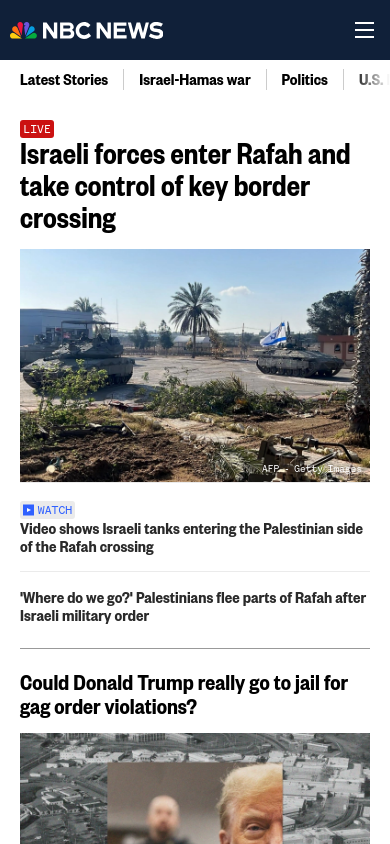 NBC NEWS
Latest Stories
Israel-Hamas war
Politics
U.S.
LIVE
Israeli forces enter Rafah and
take control of key border
crossing
AFP - Getty Images
WATCH
Video shows Israeli tanks entering the Palestinian side
of the Rafah crossing
'Where do we go?' Palestinians flee parts of Rafah after
Israeli military order
Could Donald Trump really go to jail for
gag order violations?